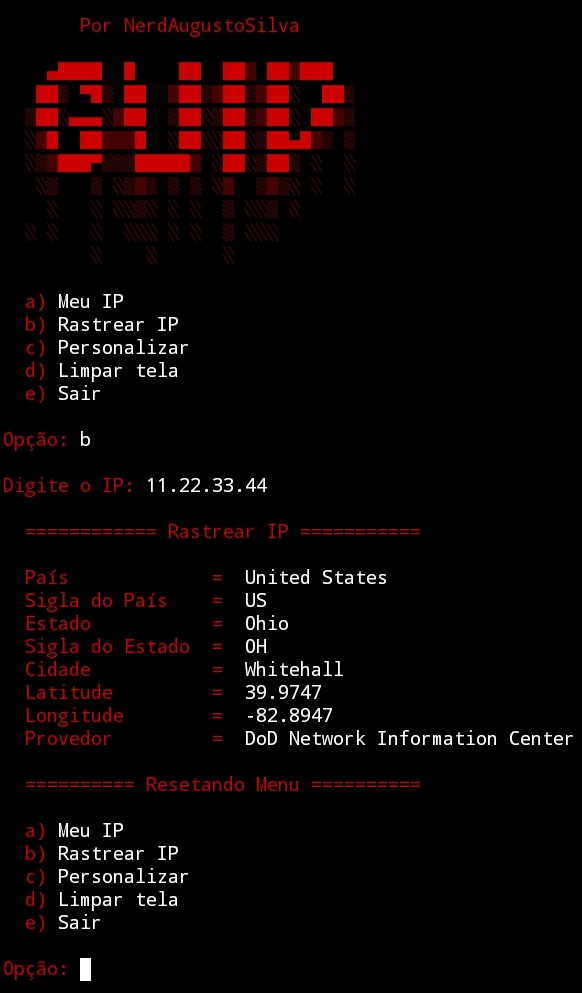 Por NerdAugustoSilva
GUIP
a) Meu IP
b) Rastrear IP
c) Personalizar
d) Limpar tela
e) Sair
Opção: b
Digite o IP: 11.22.33.44
============ Rastrear IP ===========
País = United States
Sigla do País = US
Estado = Ohio
Sigla do Estado = OH
Cidade = Whitehall
Latitude = 39.9747
Longitude = -82.8947
Provedor = DoD Network Information Center
========== Resetando Menu ==========
a) Meu IP
b) Rastrear IP
c) Personalizar
d) Limpar tela
e) Sair
Opção: